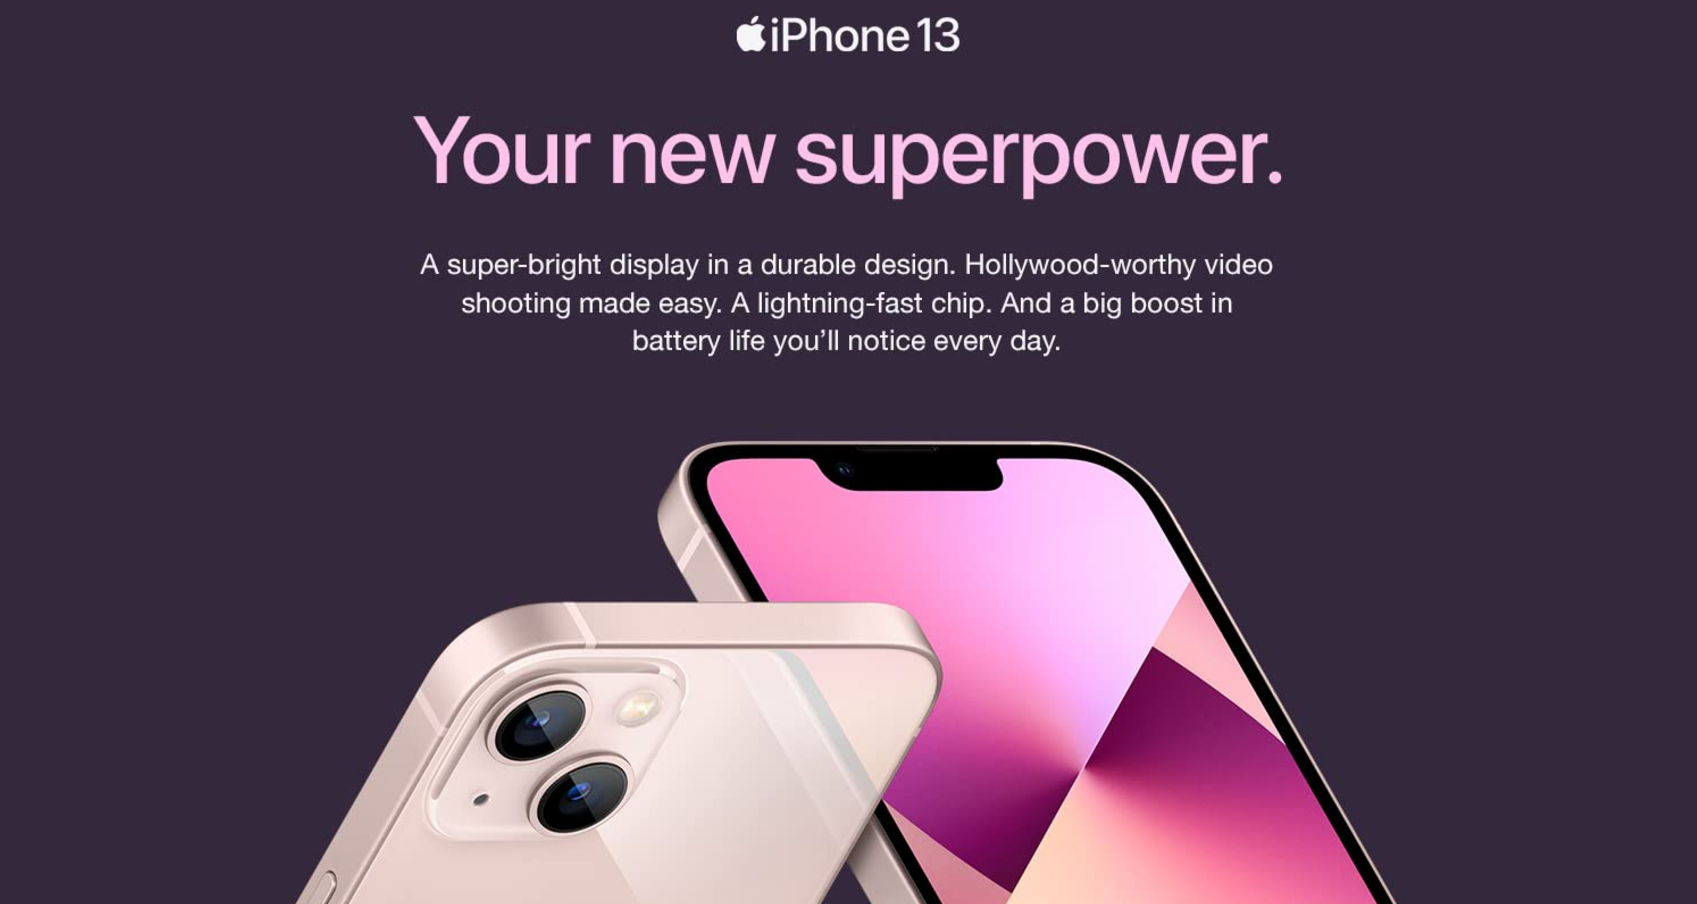 iPhone 13
Your new superpower.
A super-bright display in a durable design. Hollywood-worthy video
shooting made easy. A lightning-fast chip. And a big boost in
battery life you’ll notice every day.